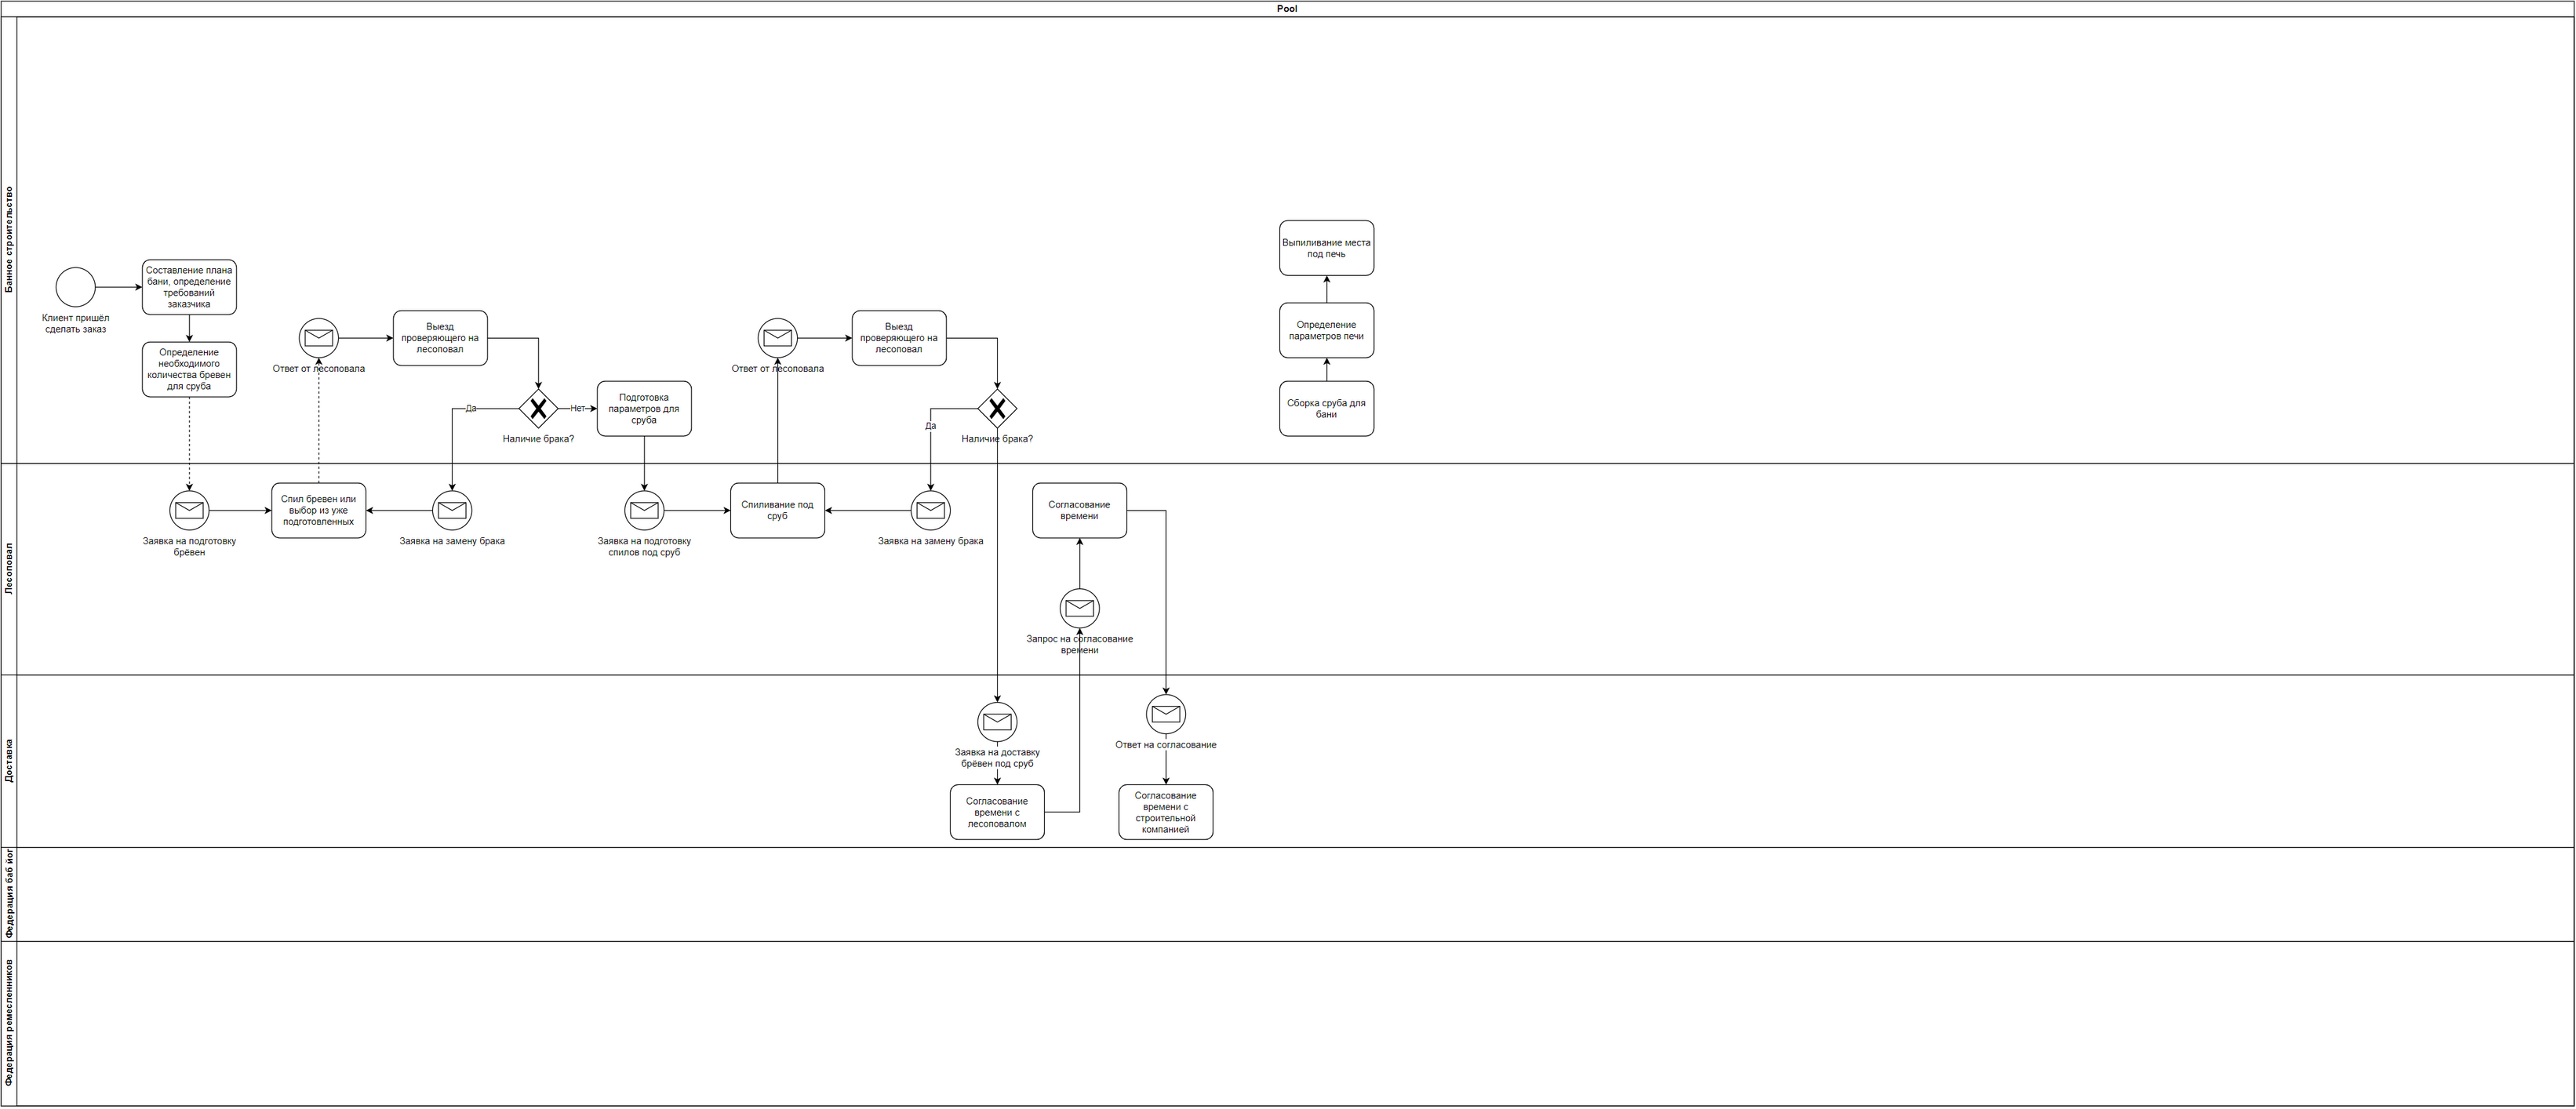 Pool
Банное строительство
Клиент пришёл
сделать заказ
Составление плана
бани, определение
требований
заказчика
Определение
необходимого
количества бревен
для сруба
Ответ от лесоповала
Выезд
проверяющего на
лесоповал
Да
Нет
Наличие брака?
Подготовка
параметров для
сруба
Ответ от лесоповала
Выезд
проверяющего на
лесоповал
Да
Наличие брака?
Выпиливание места
под печь
Определение
параметров печи
Сборка сруба для
бани
Лесоповал
Заявка на подготовку
брёвен
Спил бревен или
выбор из уже
подготовленных
Заявка на замену брака
Заявка на подготовку
спилов под сруб
Спиливание под
сруб
Заявка на замену брака
Согласование
времени
Запрос на согласование
времени
Доставка
Заявка на доставку
брёвен под сруб
Согласование
времени с
лесоповалом
Ответ на согласование
Согласование
времени с
строительной
компанией
Федерация баб йог
Федерация ремесленников